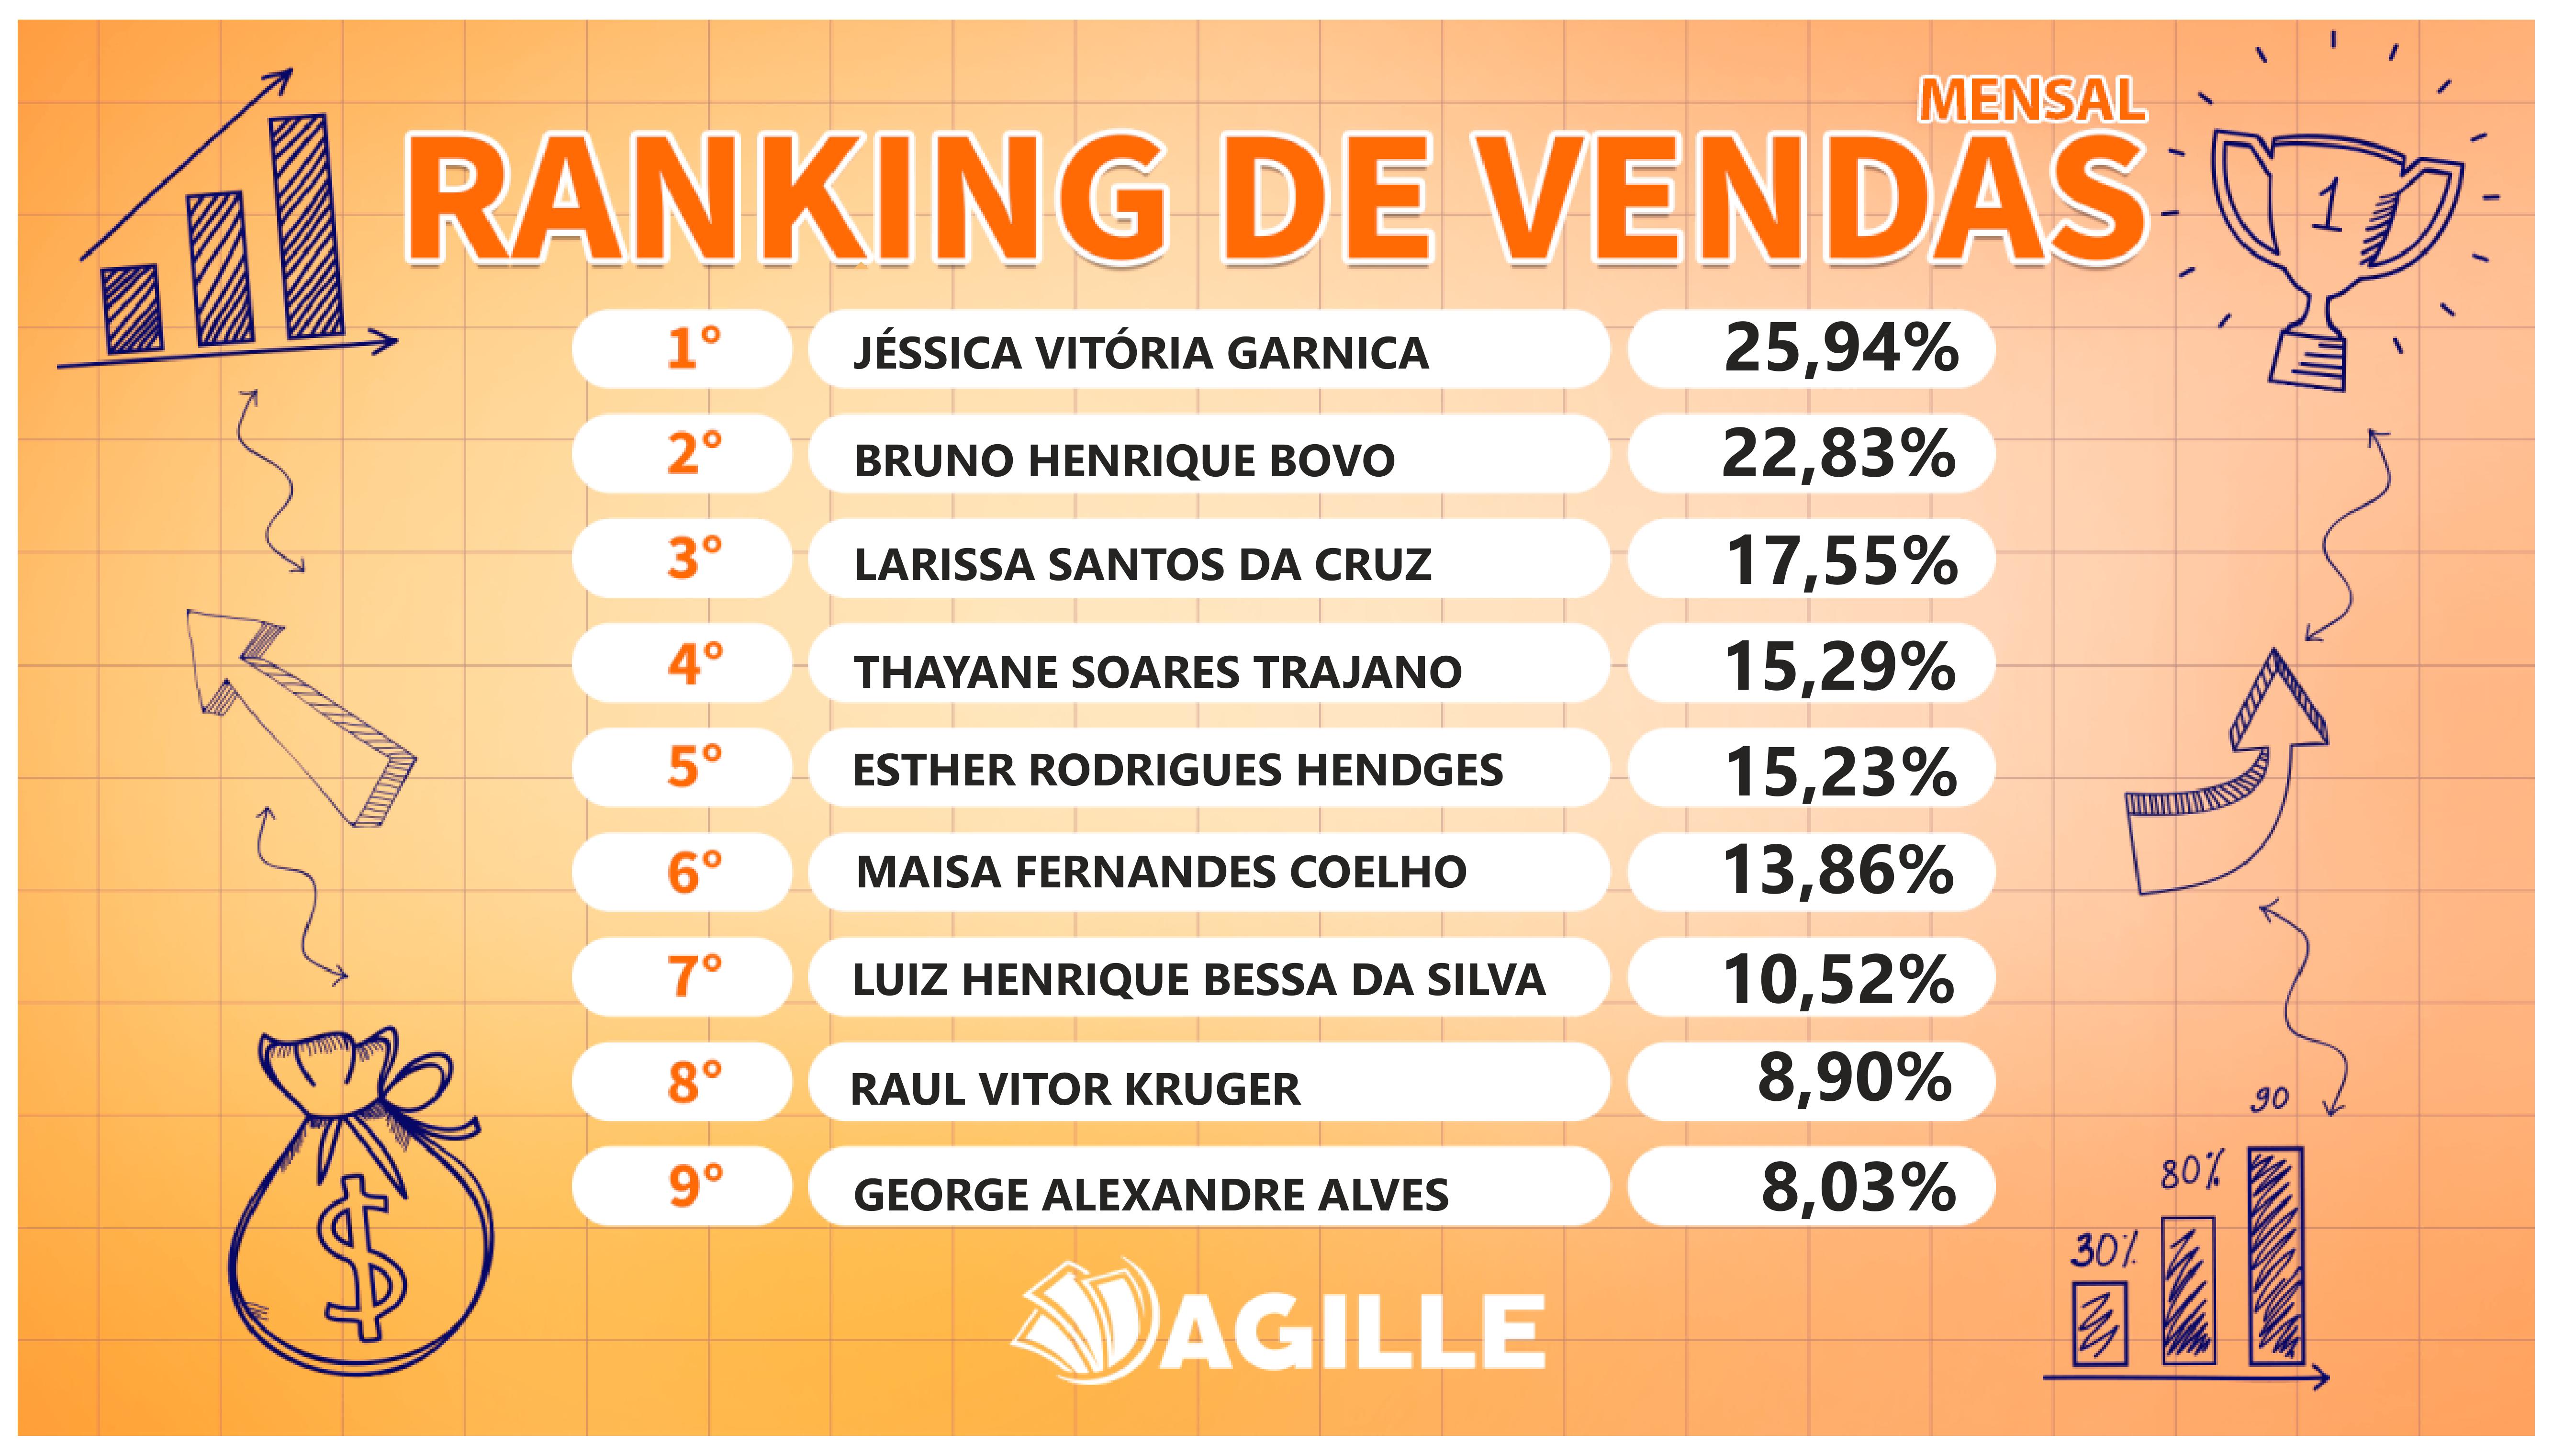 MENSAL
RANKING DE VENDAS
1
1° JÉSSICA VITÓRIA GARNICA 25,94%
2° BRUNO HENRIQUE BOVO 22,83%
3° LARISSA SANTOS DA CRUZ 17,55%
4° THAYANE SOARES TRAJANO 15,29%
5° ESTHER RODRIGUES HENDGES 15,23%
6° MAISA FERNANDES COELHO 13,86%
7° LUIZ HENRIQUE BESSA DA SILVA 10,52%
8° RAUL VITOR KRUGER 8,90%
9° GEORGE ALEXANDRE ALVES 8,03%
90
80%
30%
$
AGILLE